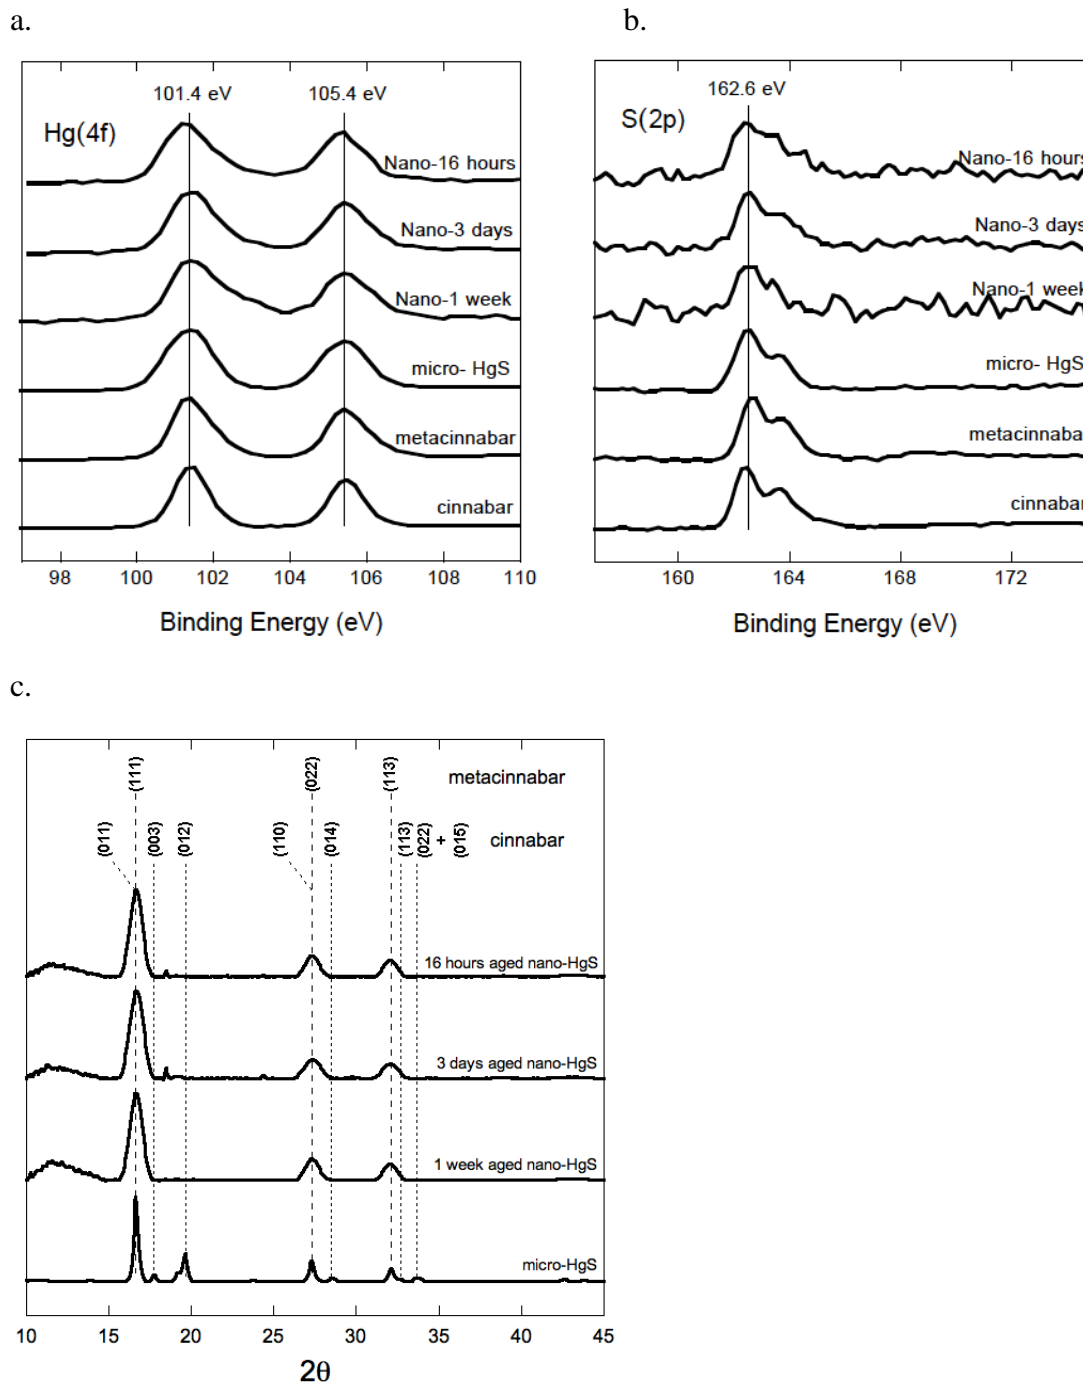 a.
b.
101.4 eV
105.4 eV
Hg(4f)
Nano-16 hours
Nano-3 days
Nano-1 week
micro- HgS
metacinnabar
cinnabar
98 100 102 104 106 108 110
Binding Energy (eV)
162.6 eV
S(2p)
Nano-16 hours
Nano-3 days
Nano-1 week
micro- HgS
metacinnabar
cinnabar
160 164 168 172
Binding Energy (eV)
c.
(111) (022) (113) metacinnabar
(011) (003) (012) (110) (014) (113) (022) + (015) cinnabar
16 hours aged nano-HgS
3 days aged nano-HgS
1 week aged nano-HgS
micro-HgS
10 15 20 25 30 35 40 45
2θ